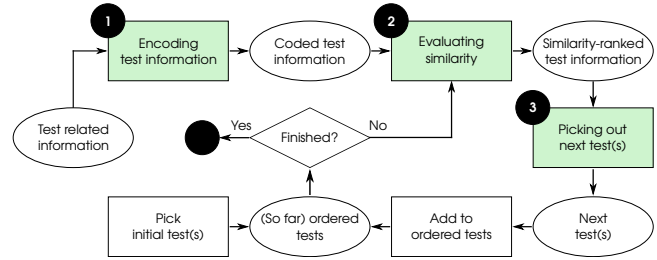 1
Encoding
test information
Coded test
information
2
Evaluating
similarity
Similarity-ranked
test information
3
Picking out
next test(s)
Test related
information
Yes
Finished?
No
Pick
initial test(s)
(So far) ordered
tests
Add to
ordered tests
Next
test(s)